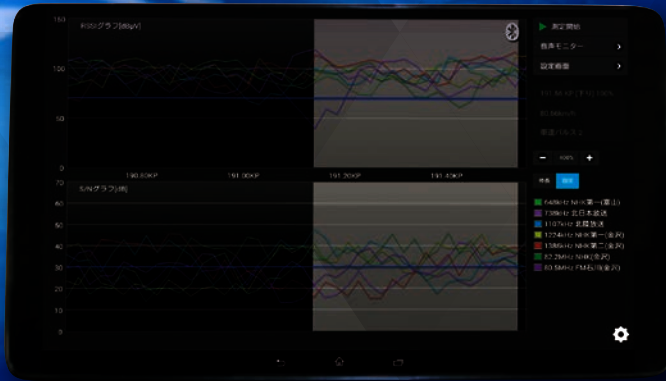 RSSIグラフ[dBμV]
150
100
50
0
190.80KP
191.00KP
191.20KP
191.40KP
S/Nグラフ[dB]
70
60
50
40
30
20
10
0
測定開始
音声モニター
設定画面
100%
648kHz NHK第一(富山)
738kHz 北日本放送
1107kHz 北陸放送
1224kHz NHK第一(金沢)
1386kHz NHK第二(金沢)
82.2MHz NHK(金沢)
80.5MHz FM石川(金沢)